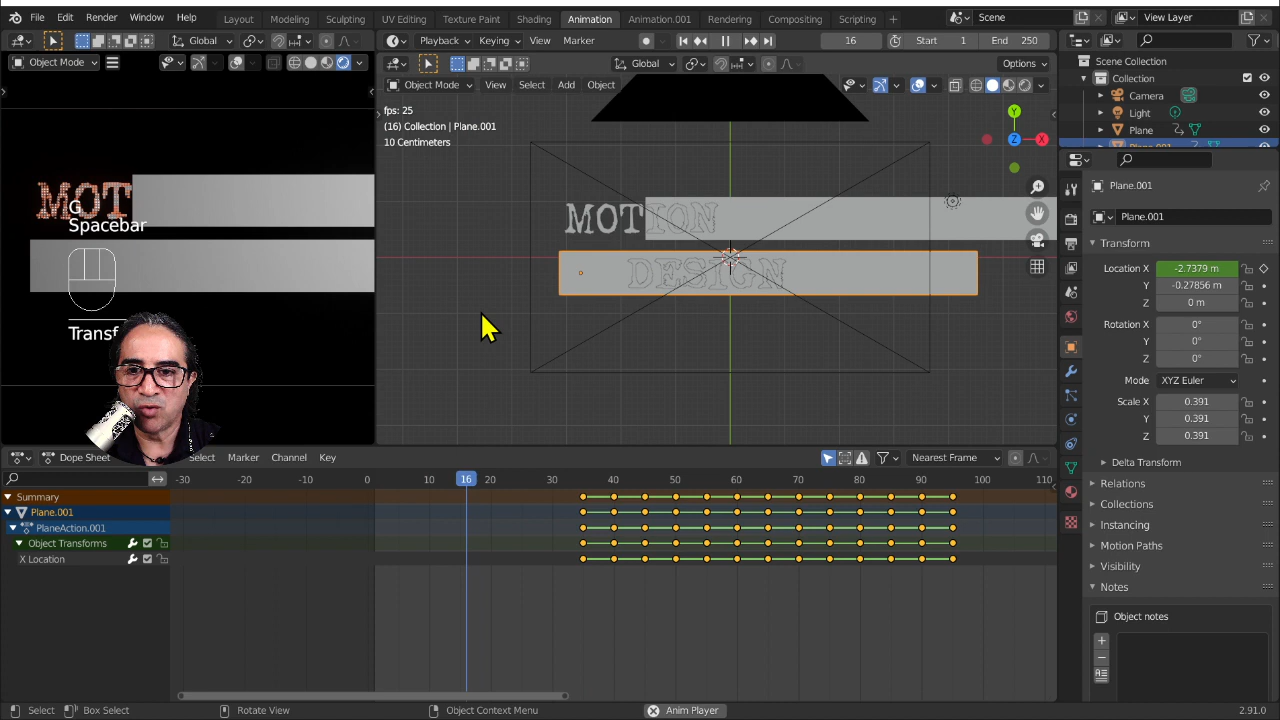 File Edit Render Window Help Layout Modeling Sculpting UV Editing Texture Paint Shading Animation Animation.001 Rendering Compositing Scripting + Scene View Layer
Global Playback Keying View Marker 16 Start 1 End 250
Object Mode Global Options
Object Mode View Select Add Object
fps: 25
(16) Collection | Plane.001
10 Centimeters
Scene Collection
Collection
Camera
Light
Plane
Plane.001
Y
Z
X
MOT
G
Spacebar
Transf
MOTION
DESIGN
Plane.001
Plane.001
Transform
Location X -2.7379 m
Y -0.27856 m
Z 0 m
Rotation X 0°
Y 0°
Z 0°
Mode XYZ Euler
Scale X 0.391
Y 0.391
Z 0.391
Delta Transform
Relations
Collections
Instancing
Motion Paths
Visibility
Notes
Object notes
Dope Sheet Select Marker Channel Key Nearest Frame
-30 -20 -10 0 10 16 20 30 40 50 60 70 80 90 100 110
Summary
Plane.001
PlaneAction.001
Object Transforms
X Location
Select Box Select Rotate View Object Context Menu Anim Player 2.91.0